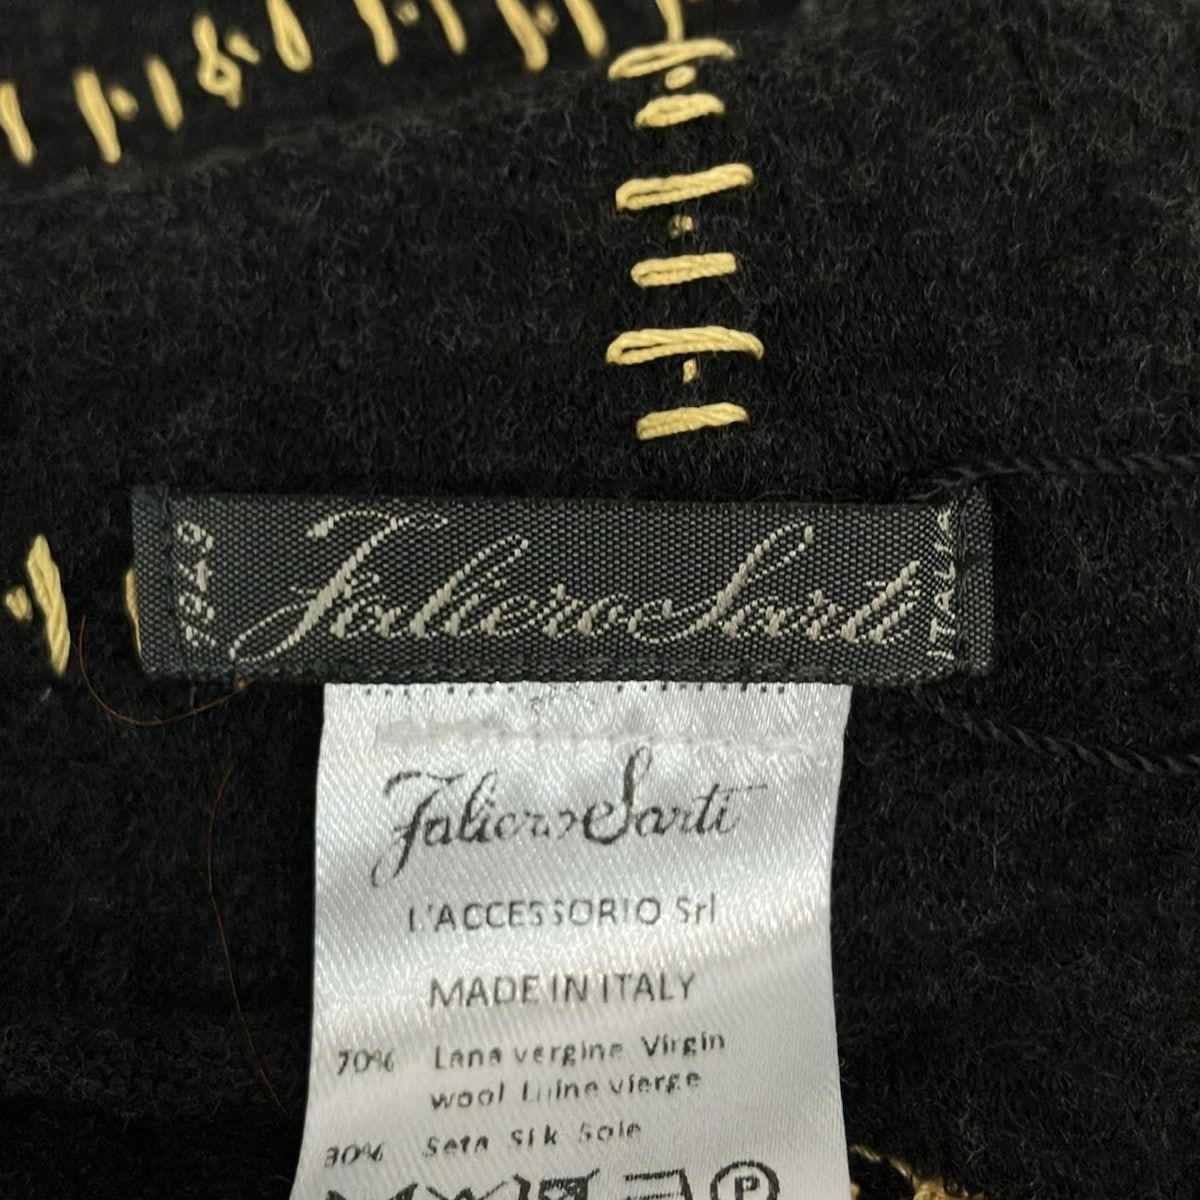 1949
Faliero Sarti
ITALIA
Faliero Sarti
L'ACCESSORIO Srl
MADE IN ITALY
70% Lana vergine Virgin
wool Laine vierge
30% Seta Silk Soie
P